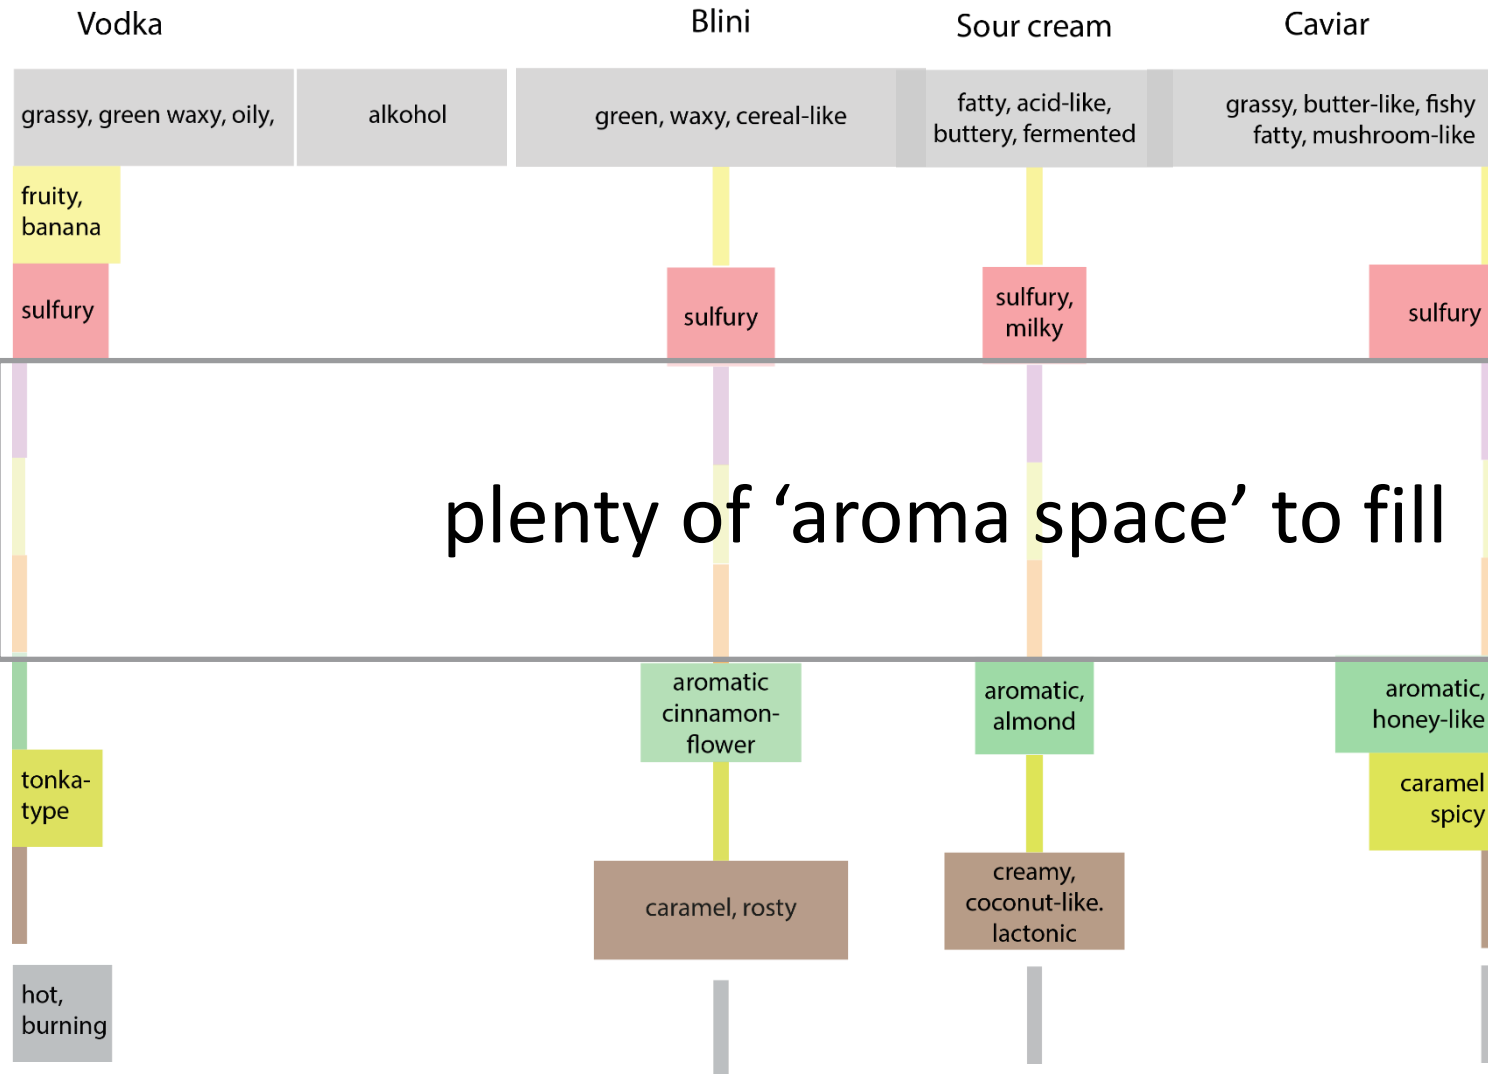 Vodka
Blini
Sour cream
Caviar
grassy, green waxy, oily,
alkohol
green, waxy, cereal-like
fatty, acid-like,
buttery, fermented
grassy, butter-like, fishy
fatty, mushroom-like
fruity,
banana
sulfury
sulfury
sulfury,
milky
sulfury
plenty of ‘aroma space’ to fill
aromatic
cinnamon-
flower
aromatic,
almond
aromatic,
honey-like
tonka-
type
caramel
spicy
caramel, rosty
creamy,
coconut-like.
lactonic
hot,
burning